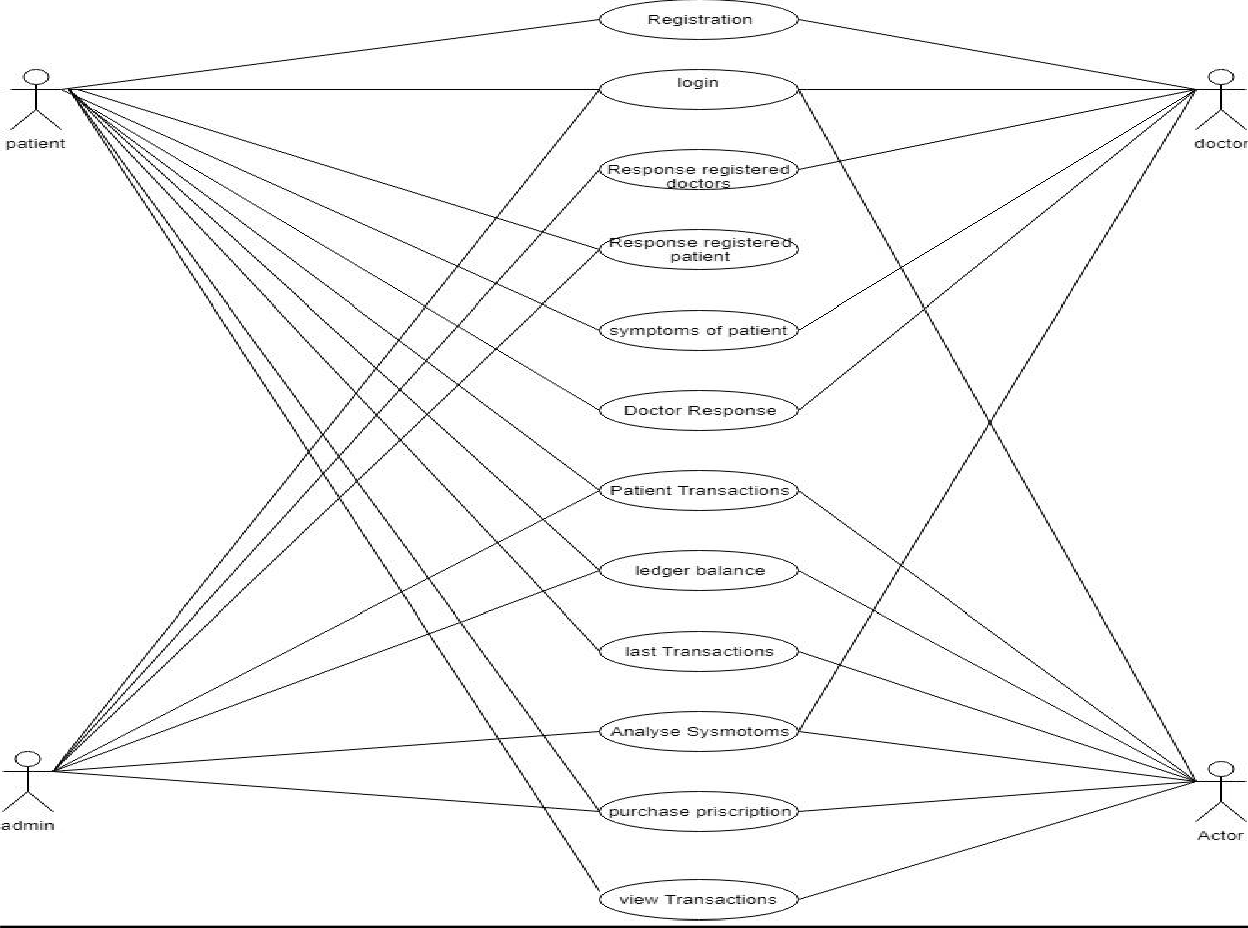 Registration
login
patient
doctor
Response registered
doctors
Response registered
patient
symptoms of patient
Doctor Response
Patient Transactions
ledger balance
last Transactions
Analyse Sysmotoms
purchase priscription
admin
Actor
view Transactions